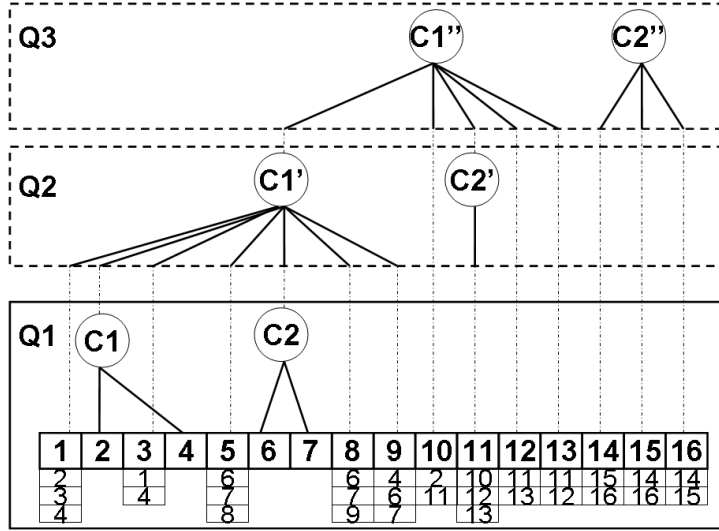 Q3
C1’’ C2’’
Q2
C1’ C2’
Q1
C1 C2
1 2 3 4 5 6 7 8 9 10 11 12 13 14 15 16
2 1 6 6 4 2 10 11 11 15 14 14
3 4 7 7 6 11 12 13 12 16 16 15
4 8 9 7 13